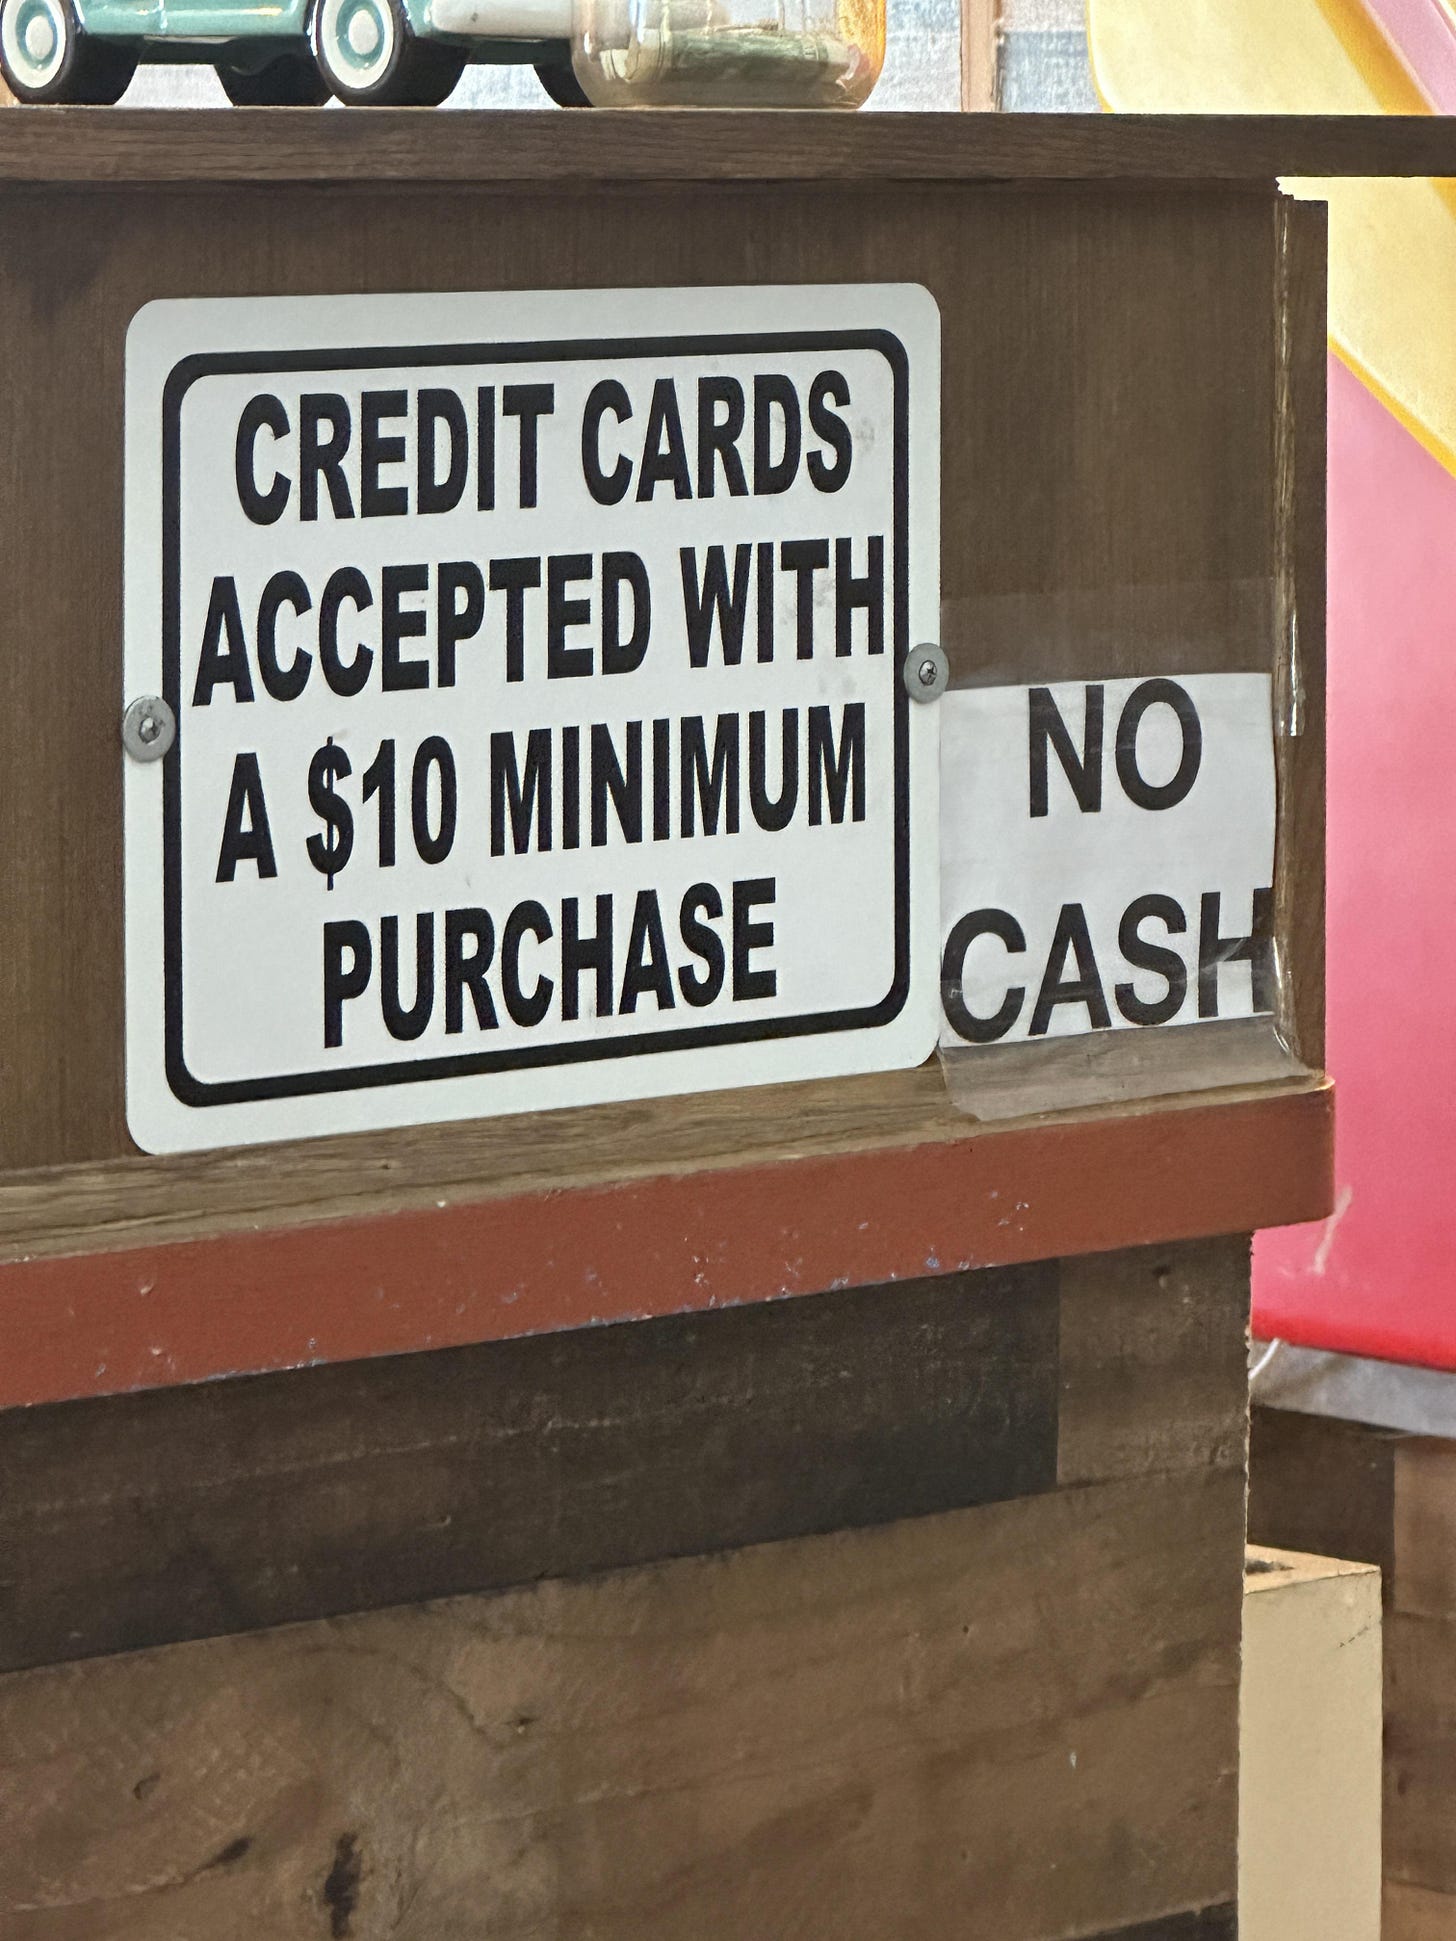 CREDIT CARDS
ACCEPTED WITH
A $10 MINIMUM
PURCHASE
NO
CASH